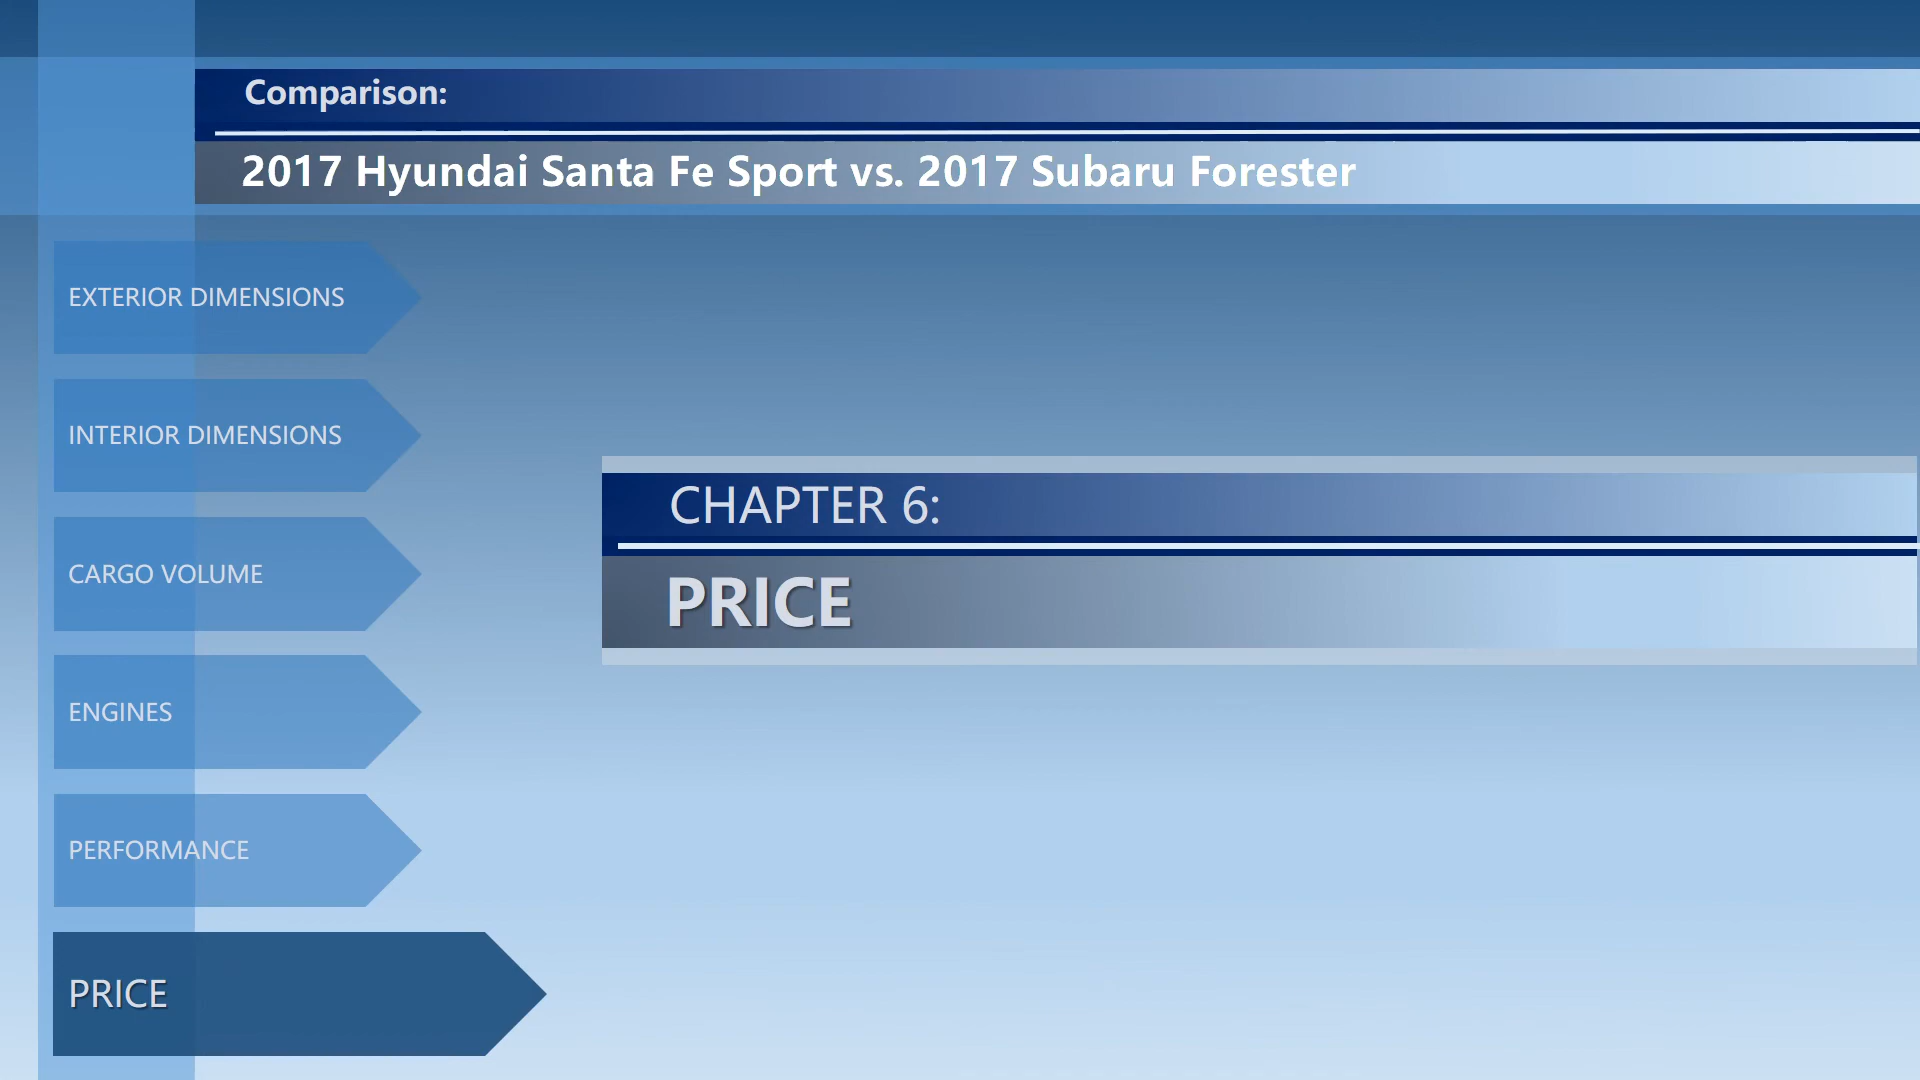 Comparison:
2017 Hyundai Santa Fe Sport vs. 2017 Subaru Forester
EXTERIOR DIMENSIONS
INTERIOR DIMENSIONS
CARGO VOLUME
ENGINES
PERFORMANCE
PRICE
CHAPTER 6:
PRICE